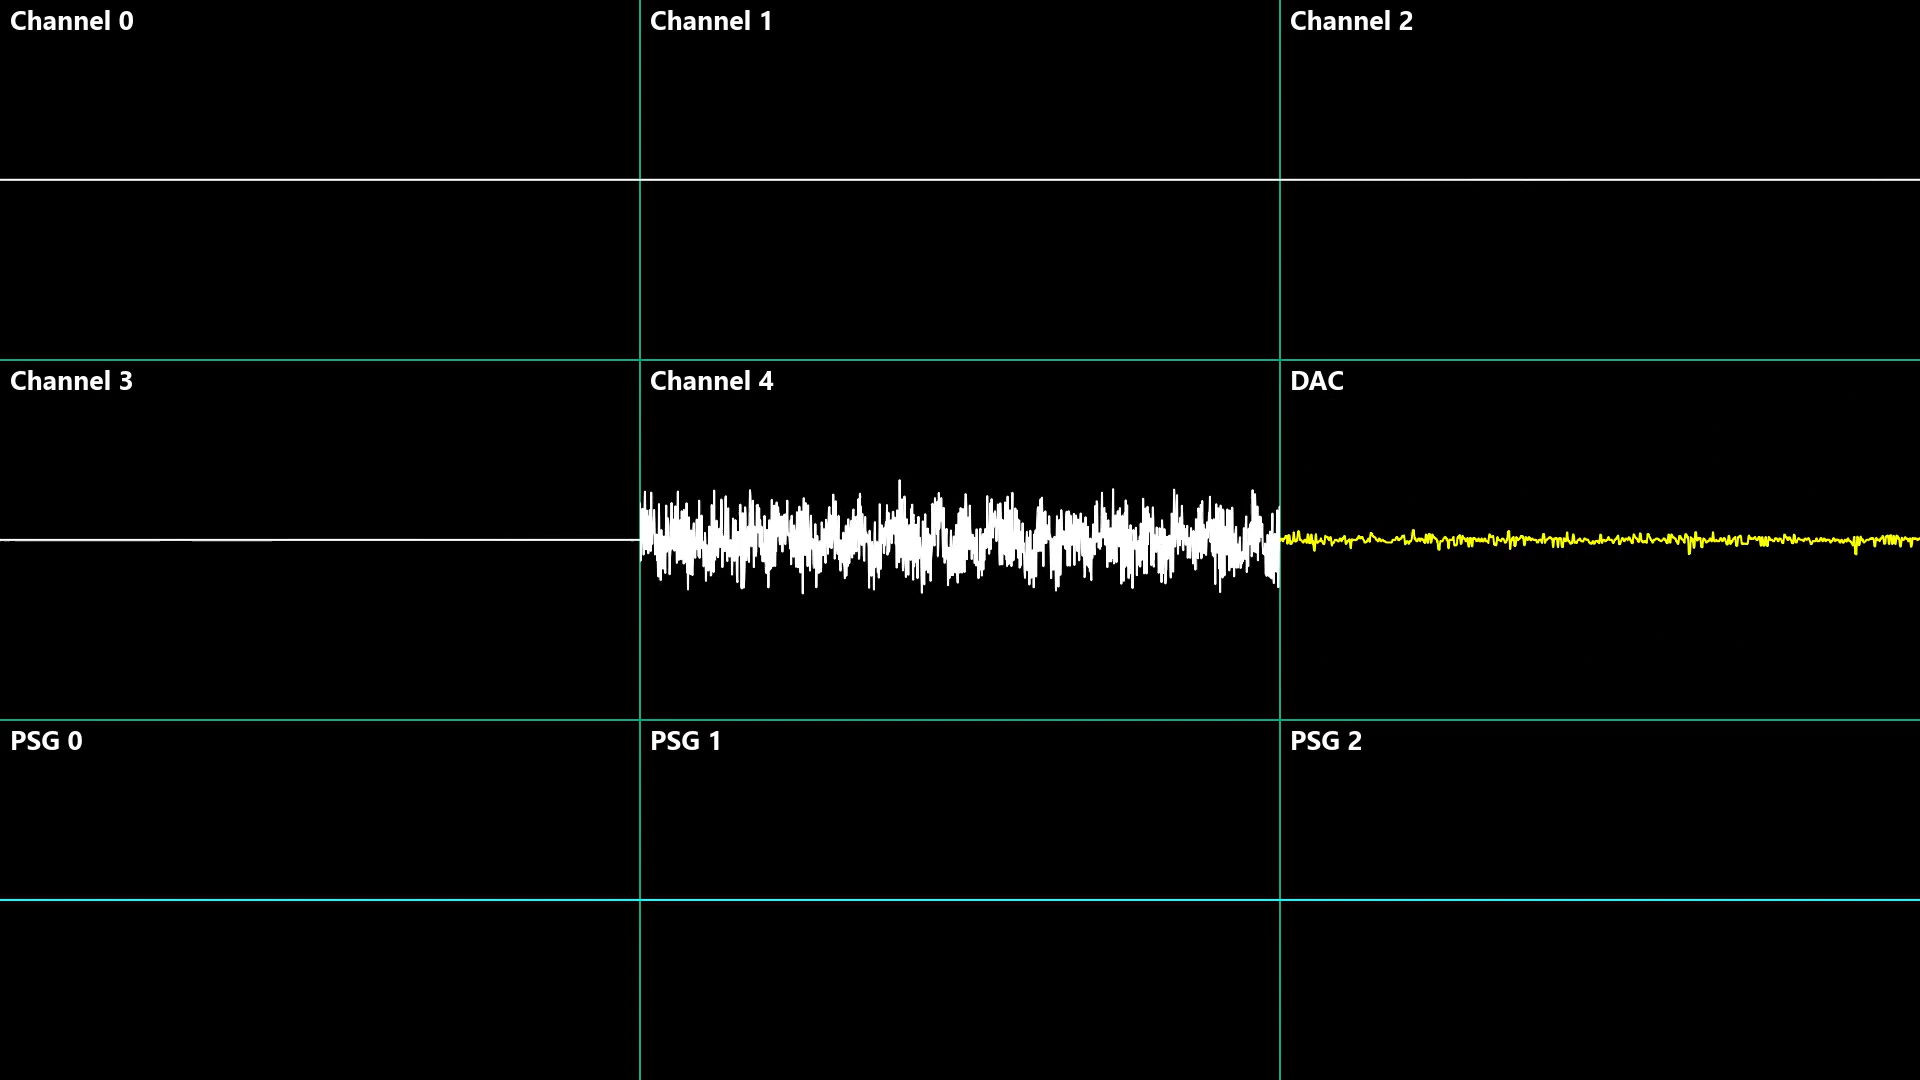 Channel 0
Channel 1
Channel 2
Channel 3
Channel 4
DAC
PSG 0
PSG 1
PSG 2